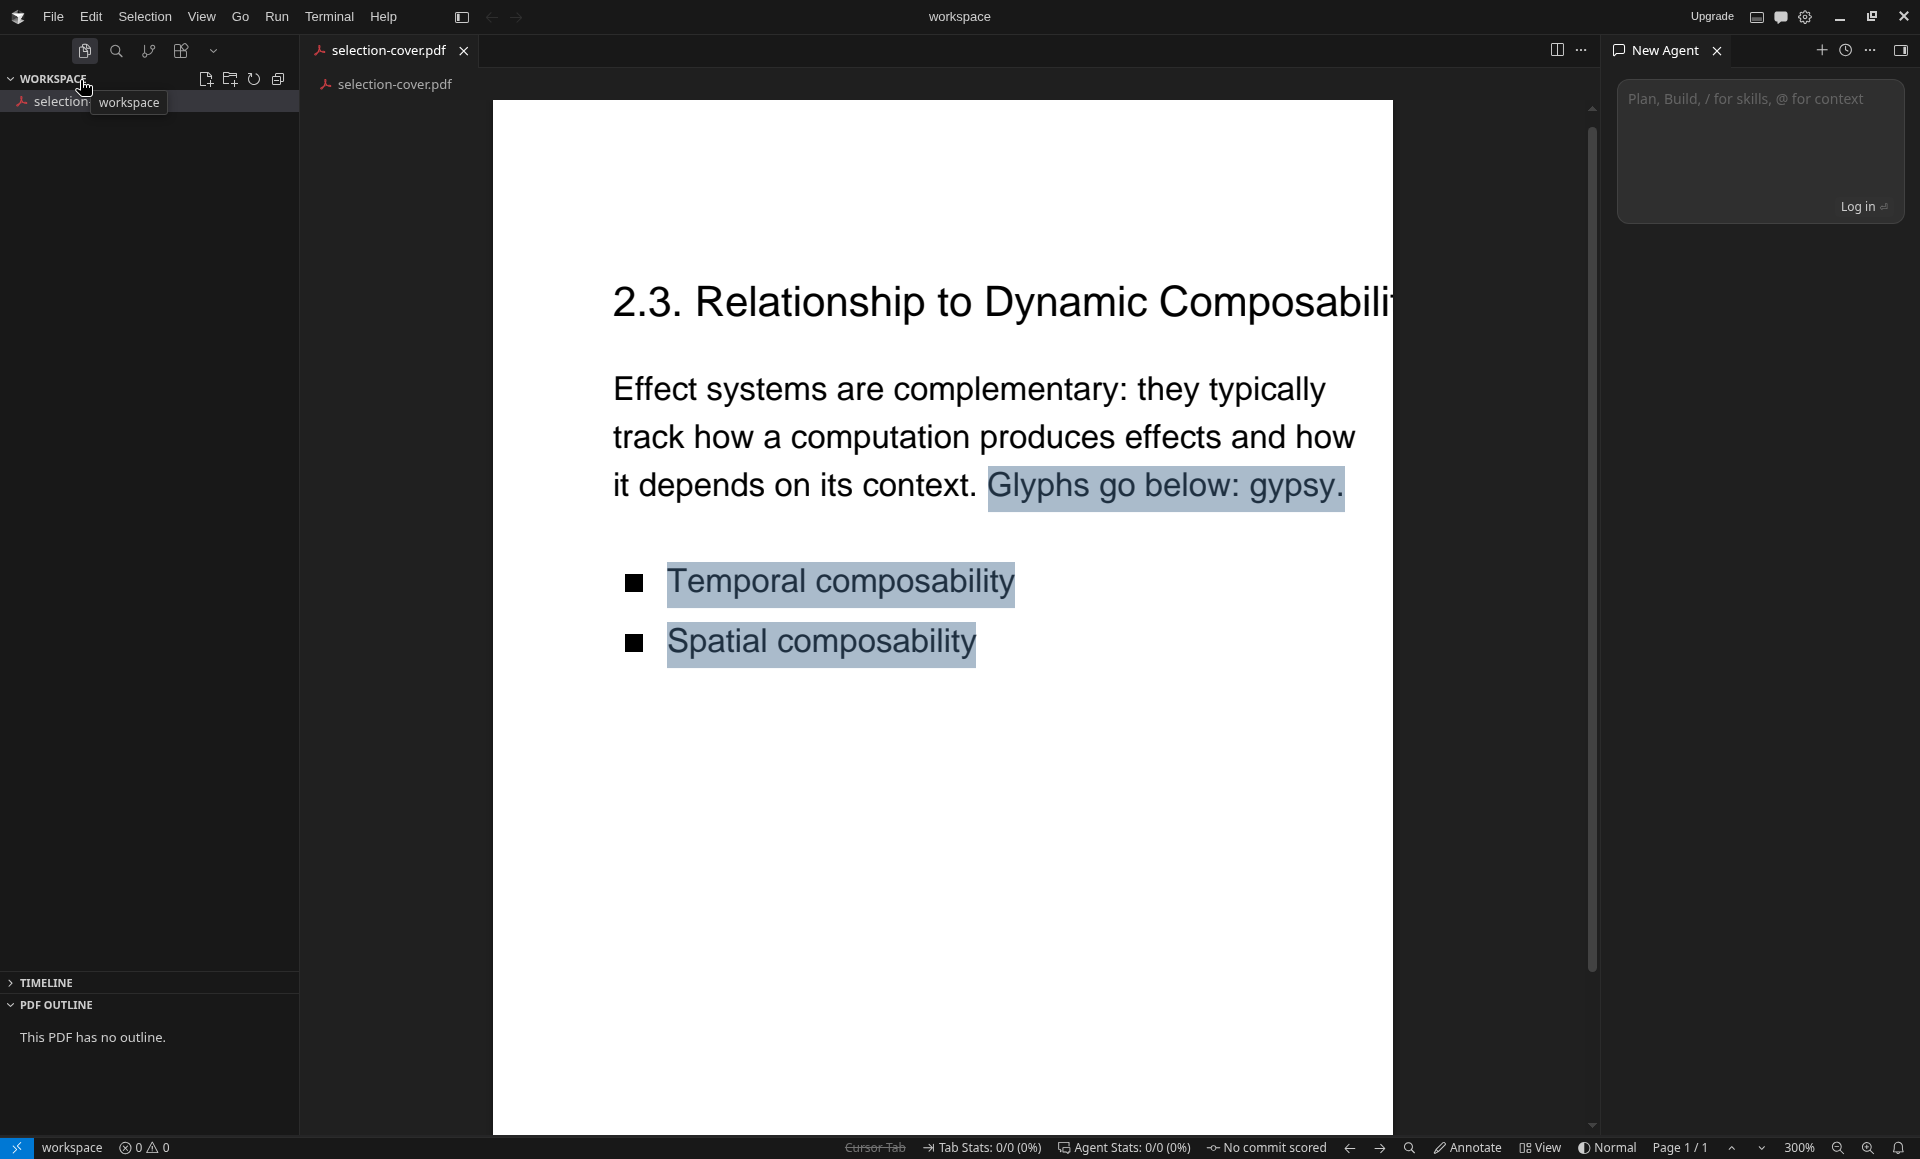 File Edit Selection View Go Run Terminal Help
workspace
Upgrade
selection-cover.pdf
New Agent
WORKSPACE
selection-
workspace
selection-cover.pdf
Plan, Build, / for skills, @ for context
Log in
2.3. Relationship to Dynamic Composabili
Effect systems are complementary: they typically
track how a computation produces effects and how
it depends on its context. Glyphs go below: gypsy.
■ Temporal composability
■ Spatial composability
TIMELINE
PDF OUTLINE
This PDF has no outline.
workspace 0 0 Cursor Tab Tab Stats: 0/0 (0%) Agent Stats: 0/0 (0%) No commit scored Annotate View Normal Page 1 / 1 300%